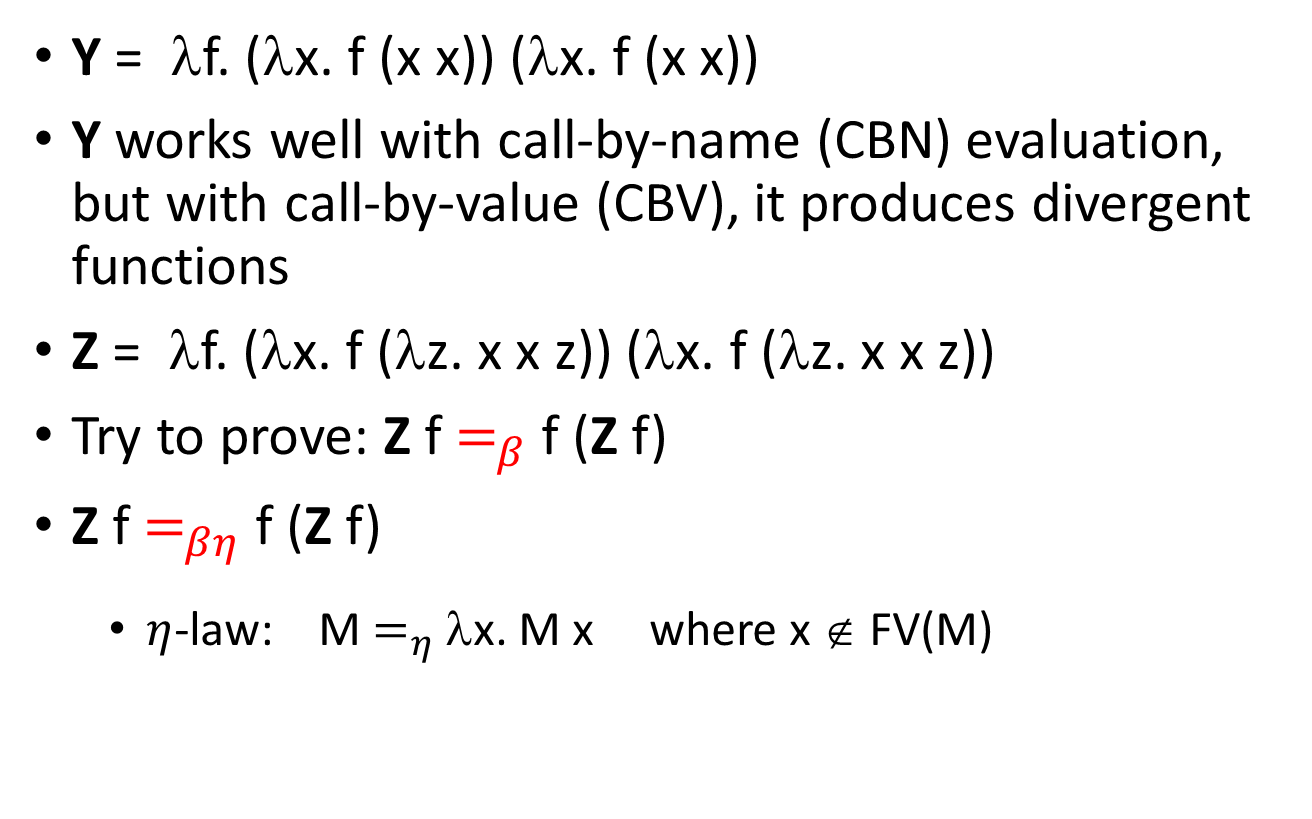 • Y = λf. (λx. f (x x)) (λx. f (x x))
• Y works well with call-by-name (CBN) evaluation,
but with call-by-value (CBV), it produces divergent
functions
• Z = λf. (λx. f (λz. x x z)) (λx. f (λz. x x z))
• Try to prove: Z f =β f (Z f)
• Z f =βη f (Z f)
• η-law: M =η λx. M x where x ∉ FV(M)